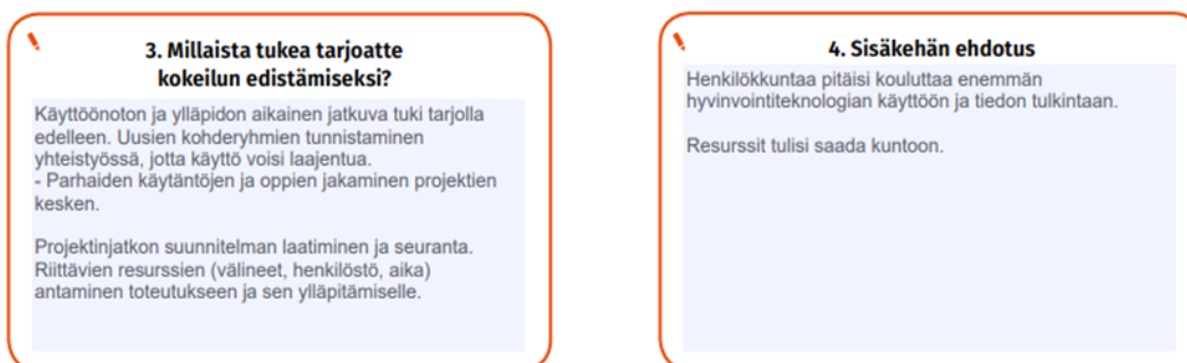 3. Millaista tukea tarjoatte
kokeilun edistämiseksi?
Käyttöönoton ja ylläpidon aikainen jatkuva tuki tarjolla
edelleen. Uusien kohderyhmien tunnistaminen
yhteistyössä, jotta käyttö voisi laajentua.
- Parhaiden käytäntöjen ja oppien jakaminen projektien
kesken.
Projektinjatkon suunnitelman laatiminen ja seuranta.
Riittävien resurssien (välineet, henkilöstö, aika)
antaminen toteutukseen ja sen ylläpitämiselle.
4. Sisäkehän ehdotus
Henkilökkuntaa pitäisi kouluttaa enemmän
hyvinvointiteknologian käyttöön ja tiedon tulkintaan.
Resurssit tulisi saada kuntoon.